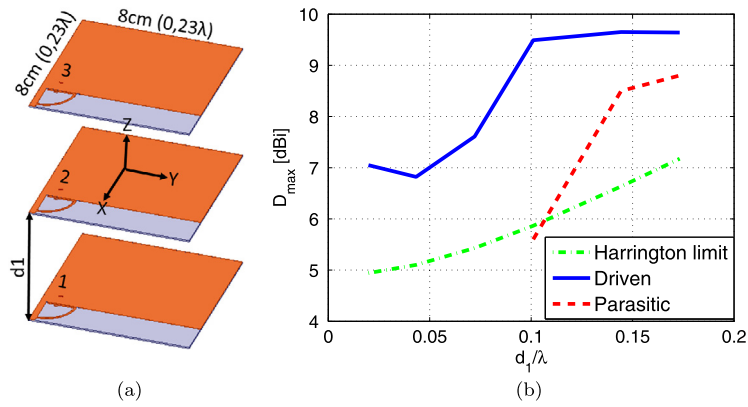 8cm (0,23λ)
8cm (0,23λ)
3
Z
2
Y
X
d1
1
10
9
8
7
6
5
4
D_max [dBi]
Harrington limit
Driven
Parasitic
0
0.05
0.1
0.15
0.2
d_1/λ
(a)
(b)